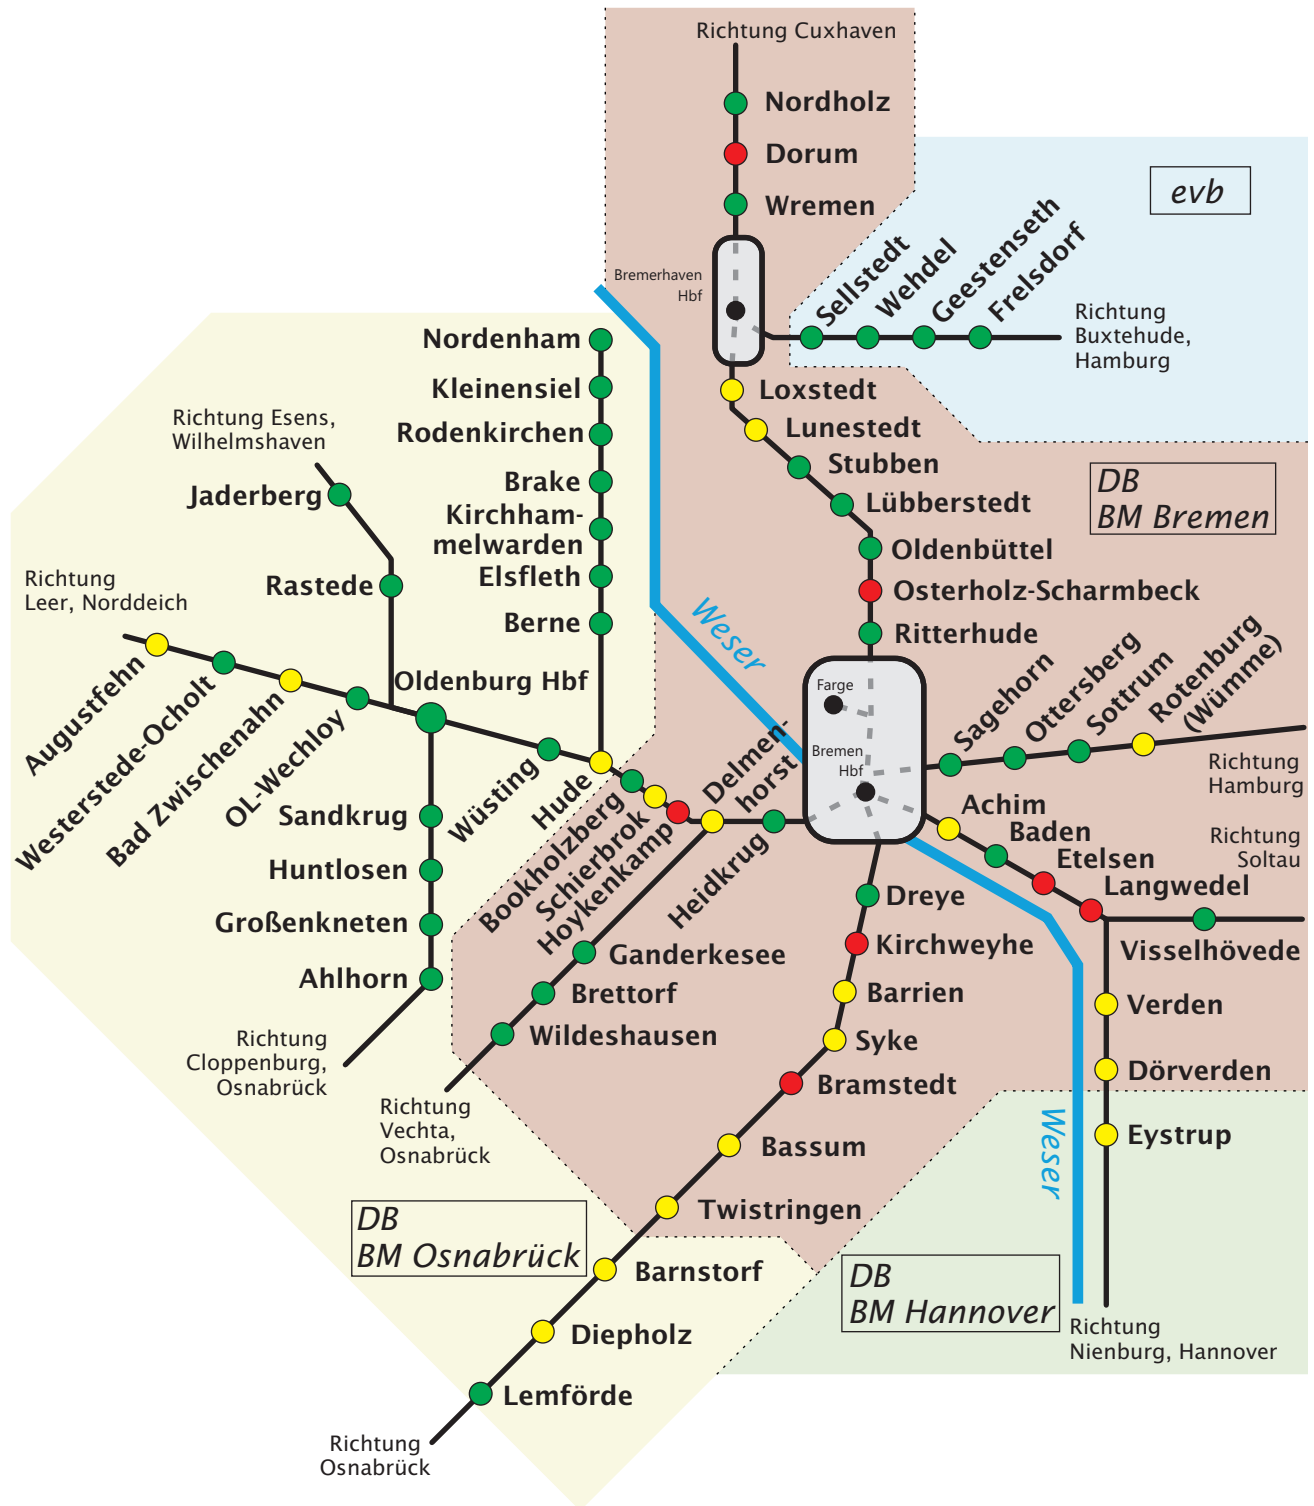 Richtung Cuxhaven
Nordholz
Dorum
Wremen
evb
Bremerhaven
Hbf
Sellstedt
Wehdel
Geestenseth
Frelsdorf
Richtung
Buxtehude,
Hamburg
Nordenham
Kleinensiel
Rodenkirchen
Brake
Kirchham-
melwarden
Elsfleth
Berne
Richtung Esens,
Wilhelmshaven
Jaderberg
Rastede
Richtung
Leer, Norddeich
Loxstedt
Lunestedt
Stubben
Lübberstedt
Oldenbüttel
Osterholz-Scharmbeck
Ritterhude
DB
BM Bremen
Weser
Augustfehn
Westerstede-Ocholt
Bad Zwischenahn
OL-Wechloy
Oldenburg Hbf
Wüsting
Hude
Bookholzberg
Schierbrok
Hoykenkamp
Delmen-
horst
Heidkrug
Farge
Bremen
Hbf
Sagehorn
Ottersberg
Sottrum
Rotenburg
(Wümme)
Richtung
Hamburg
Achim
Baden
Etelsen
Langwedel
Richtung
Soltau
Visselhövede
Verden
Dörverden
Eystrup
Sandkrug
Huntlosen
Großenkneten
Ahlhorn
Richtung
Cloppenburg,
Osnabrück
Ganderkesee
Brettorf
Wildeshausen
Richtung
Vechta,
Osnabrück
Dreye
Kirchweyhe
Barrien
Syke
Bramstedt
Bassum
Twistringen
Barnstorf
Diepholz
Lemförde
Richtung
Osnabrück
DB
BM Osnabrück
Weser
DB
BM Hannover
Richtung
Nienburg, Hannover